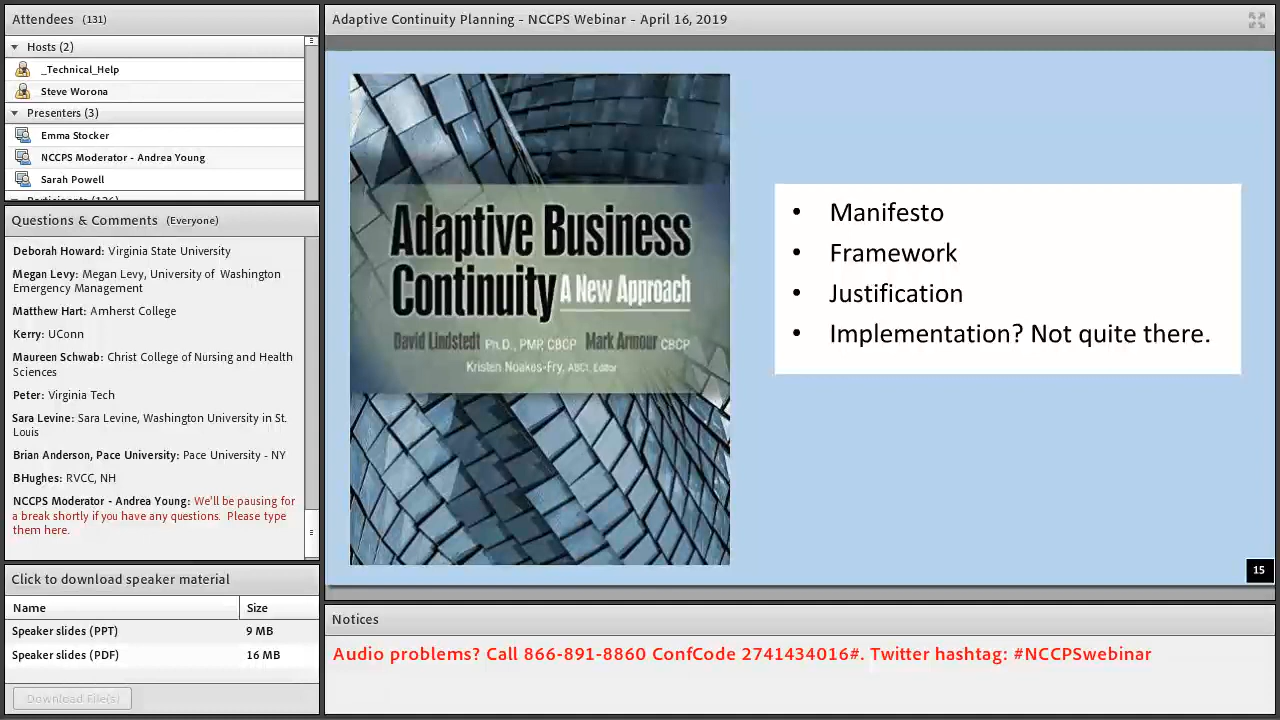 Attendees (131)
Hosts (2)
_Technical_Help
Steve Worona
Presenters (3)
Emma Stocker
NCCPS Moderator - Andrea Young
Sarah Powell
Questions & Comments (Everyone)
Deborah Howard: Virginia State University
Megan Levy: Megan Levy, University of Washington
Emergency Management
Matthew Hart: Amherst College
Kerry: UConn
Maureen Schwab: Christ College of Nursing and Health
Sciences
Peter: Virginia Tech
Sara Levine: Sara Levine, Washington University in St.
Louis
Brian Anderson, Pace University: Pace University - NY
BHughes: RVCC, NH
NCCPS Moderator - Andrea Young: We'll be pausing for
a break shortly if you have any questions. Please type
them here.
Click to download speaker material
Name Size
Speaker slides (PPT) 9 MB
Speaker slides (PDF) 16 MB
Download File(s)
Adaptive Continuity Planning - NCCPS Webinar - April 16, 2019
Adaptive Business
Continuity A New Approach
David Lindstedt Ph.D., PMP, CBCP Mark Armour CBCP
Kristen Noakes-Fry, ABCI, Editor
• Manifesto
• Framework
• Justification
• Implementation? Not quite there.
15
Notices
Audio problems? Call 866-891-8860 ConfCode 2741434016#. Twitter hashtag: #NCCPSwebinar